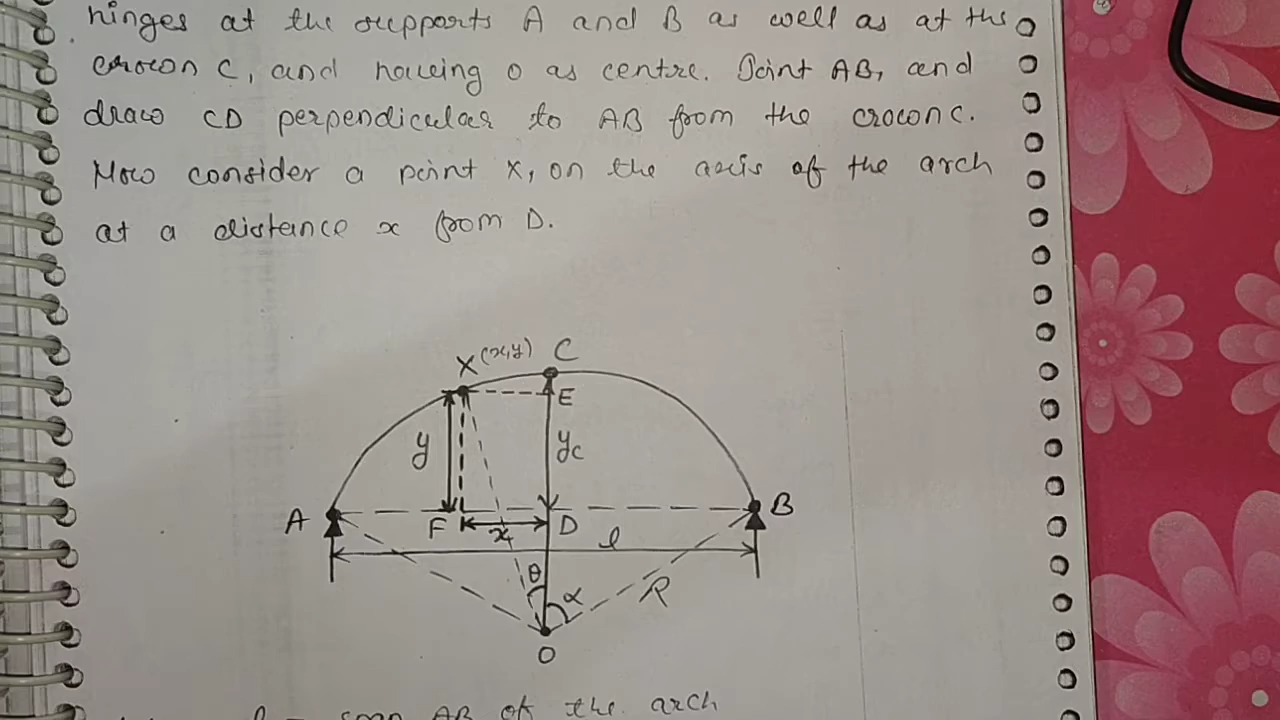 hinges at the supports A and B as well as at the
crown C, and having O as centre. Joint AB, and
draw CD perpendicular to AB from the crown C.
Now consider a point X, on the axis of the arch
at a distance x from D.
X (x,y) C
E
y yc
A F x D B
l
θ α R
O
l = span AB of the arch